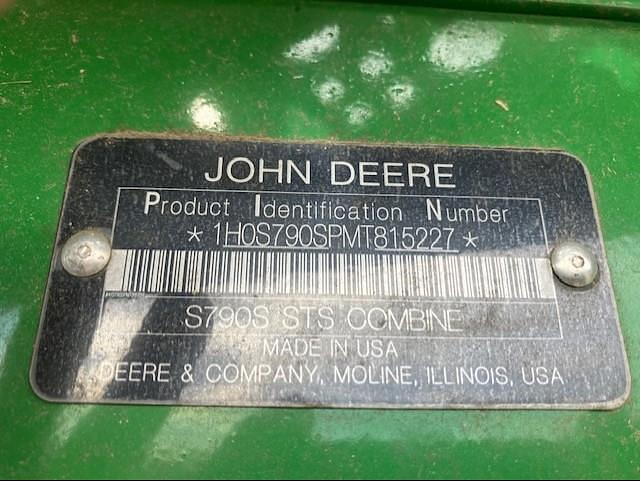 JOHN DEERE
Product Identification Number
* 1H0S790SPMT815227 *
S790S STS COMBINE
MADE IN USA
DEERE & COMPANY, MOLINE, ILLINOIS, USA